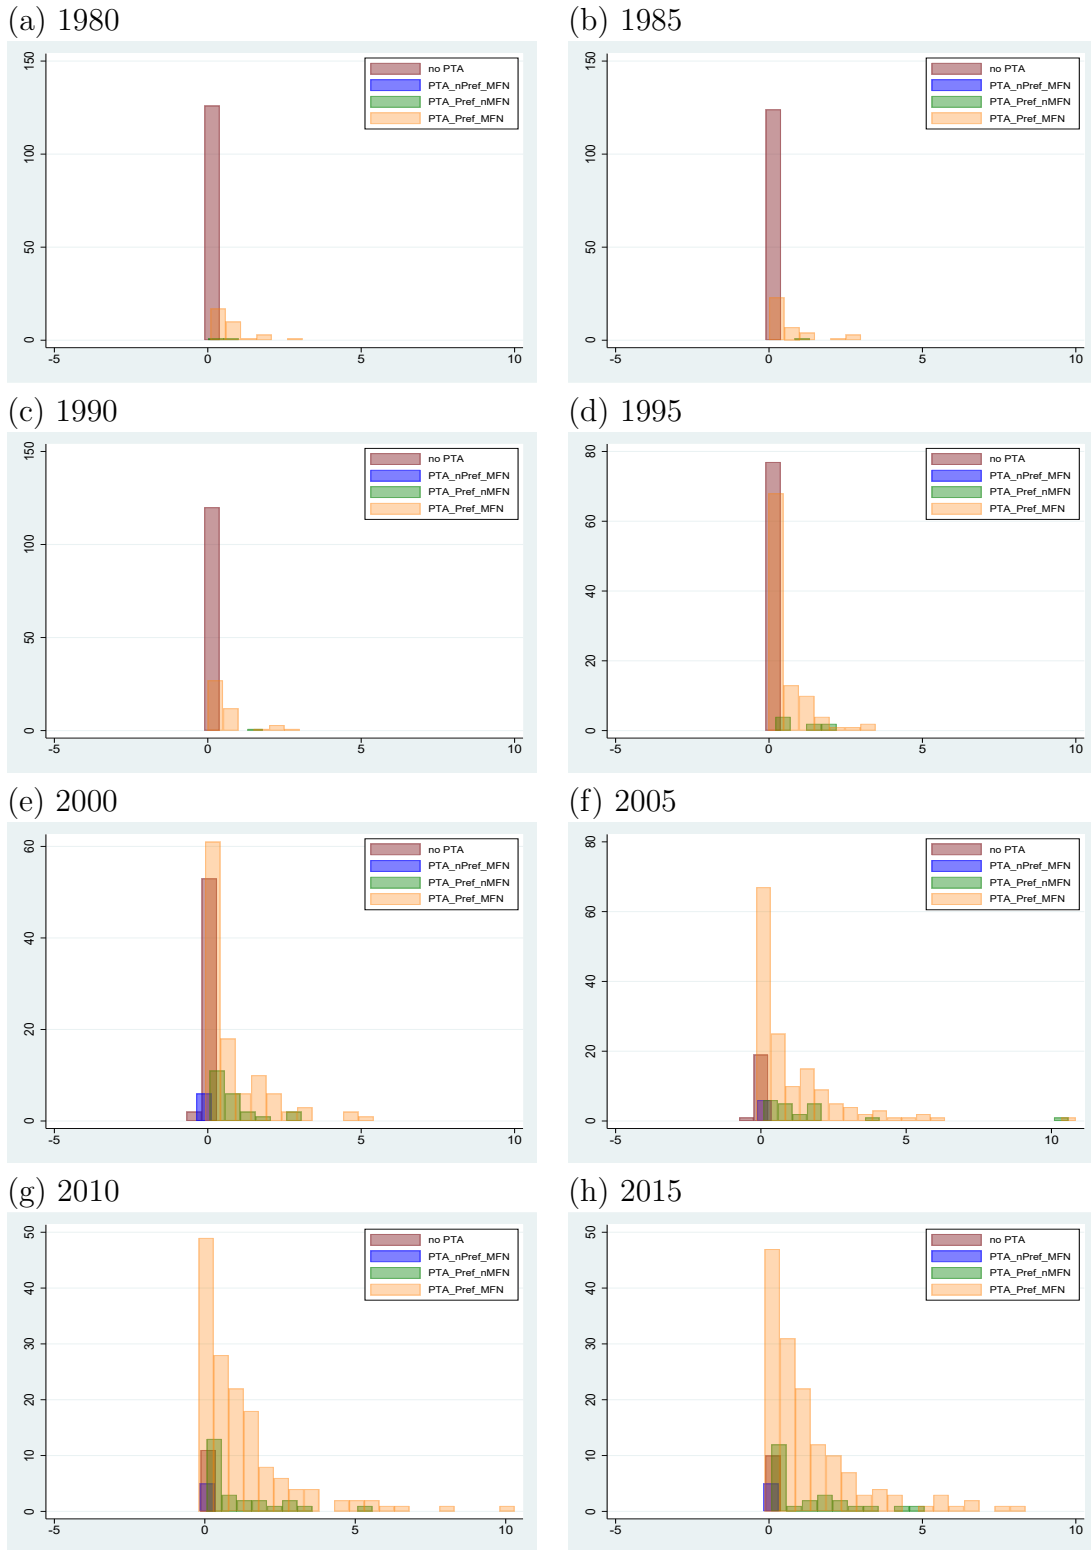 (a) 1980
(b) 1985
150
100
50
0
-5 0 5 10
no PTA
PTA_nPref_MFN
PTA_Pref_nMFN
PTA_Pref_MFN
150
100
50
0
-5 0 5 10
no PTA
PTA_nPref_MFN
PTA_Pref_nMFN
PTA_Pref_MFN
(c) 1990
(d) 1995
150
100
50
0
-5 0 5 10
no PTA
PTA_nPref_MFN
PTA_Pref_nMFN
PTA_Pref_MFN
80
60
40
20
0
-5 0 5 10
no PTA
PTA_nPref_MFN
PTA_Pref_nMFN
PTA_Pref_MFN
(e) 2000
(f) 2005
60
40
20
0
-5 0 5 10
no PTA
PTA_nPref_MFN
PTA_Pref_nMFN
PTA_Pref_MFN
80
60
40
20
0
-5 0 5 10
no PTA
PTA_nPref_MFN
PTA_Pref_nMFN
PTA_Pref_MFN
(g) 2010
(h) 2015
50
40
30
20
10
0
-5 0 5 10
no PTA
PTA_nPref_MFN
PTA_Pref_nMFN
PTA_Pref_MFN
50
40
30
20
10
0
-5 0 5 10
no PTA
PTA_nPref_MFN
PTA_Pref_nMFN
PTA_Pref_MFN